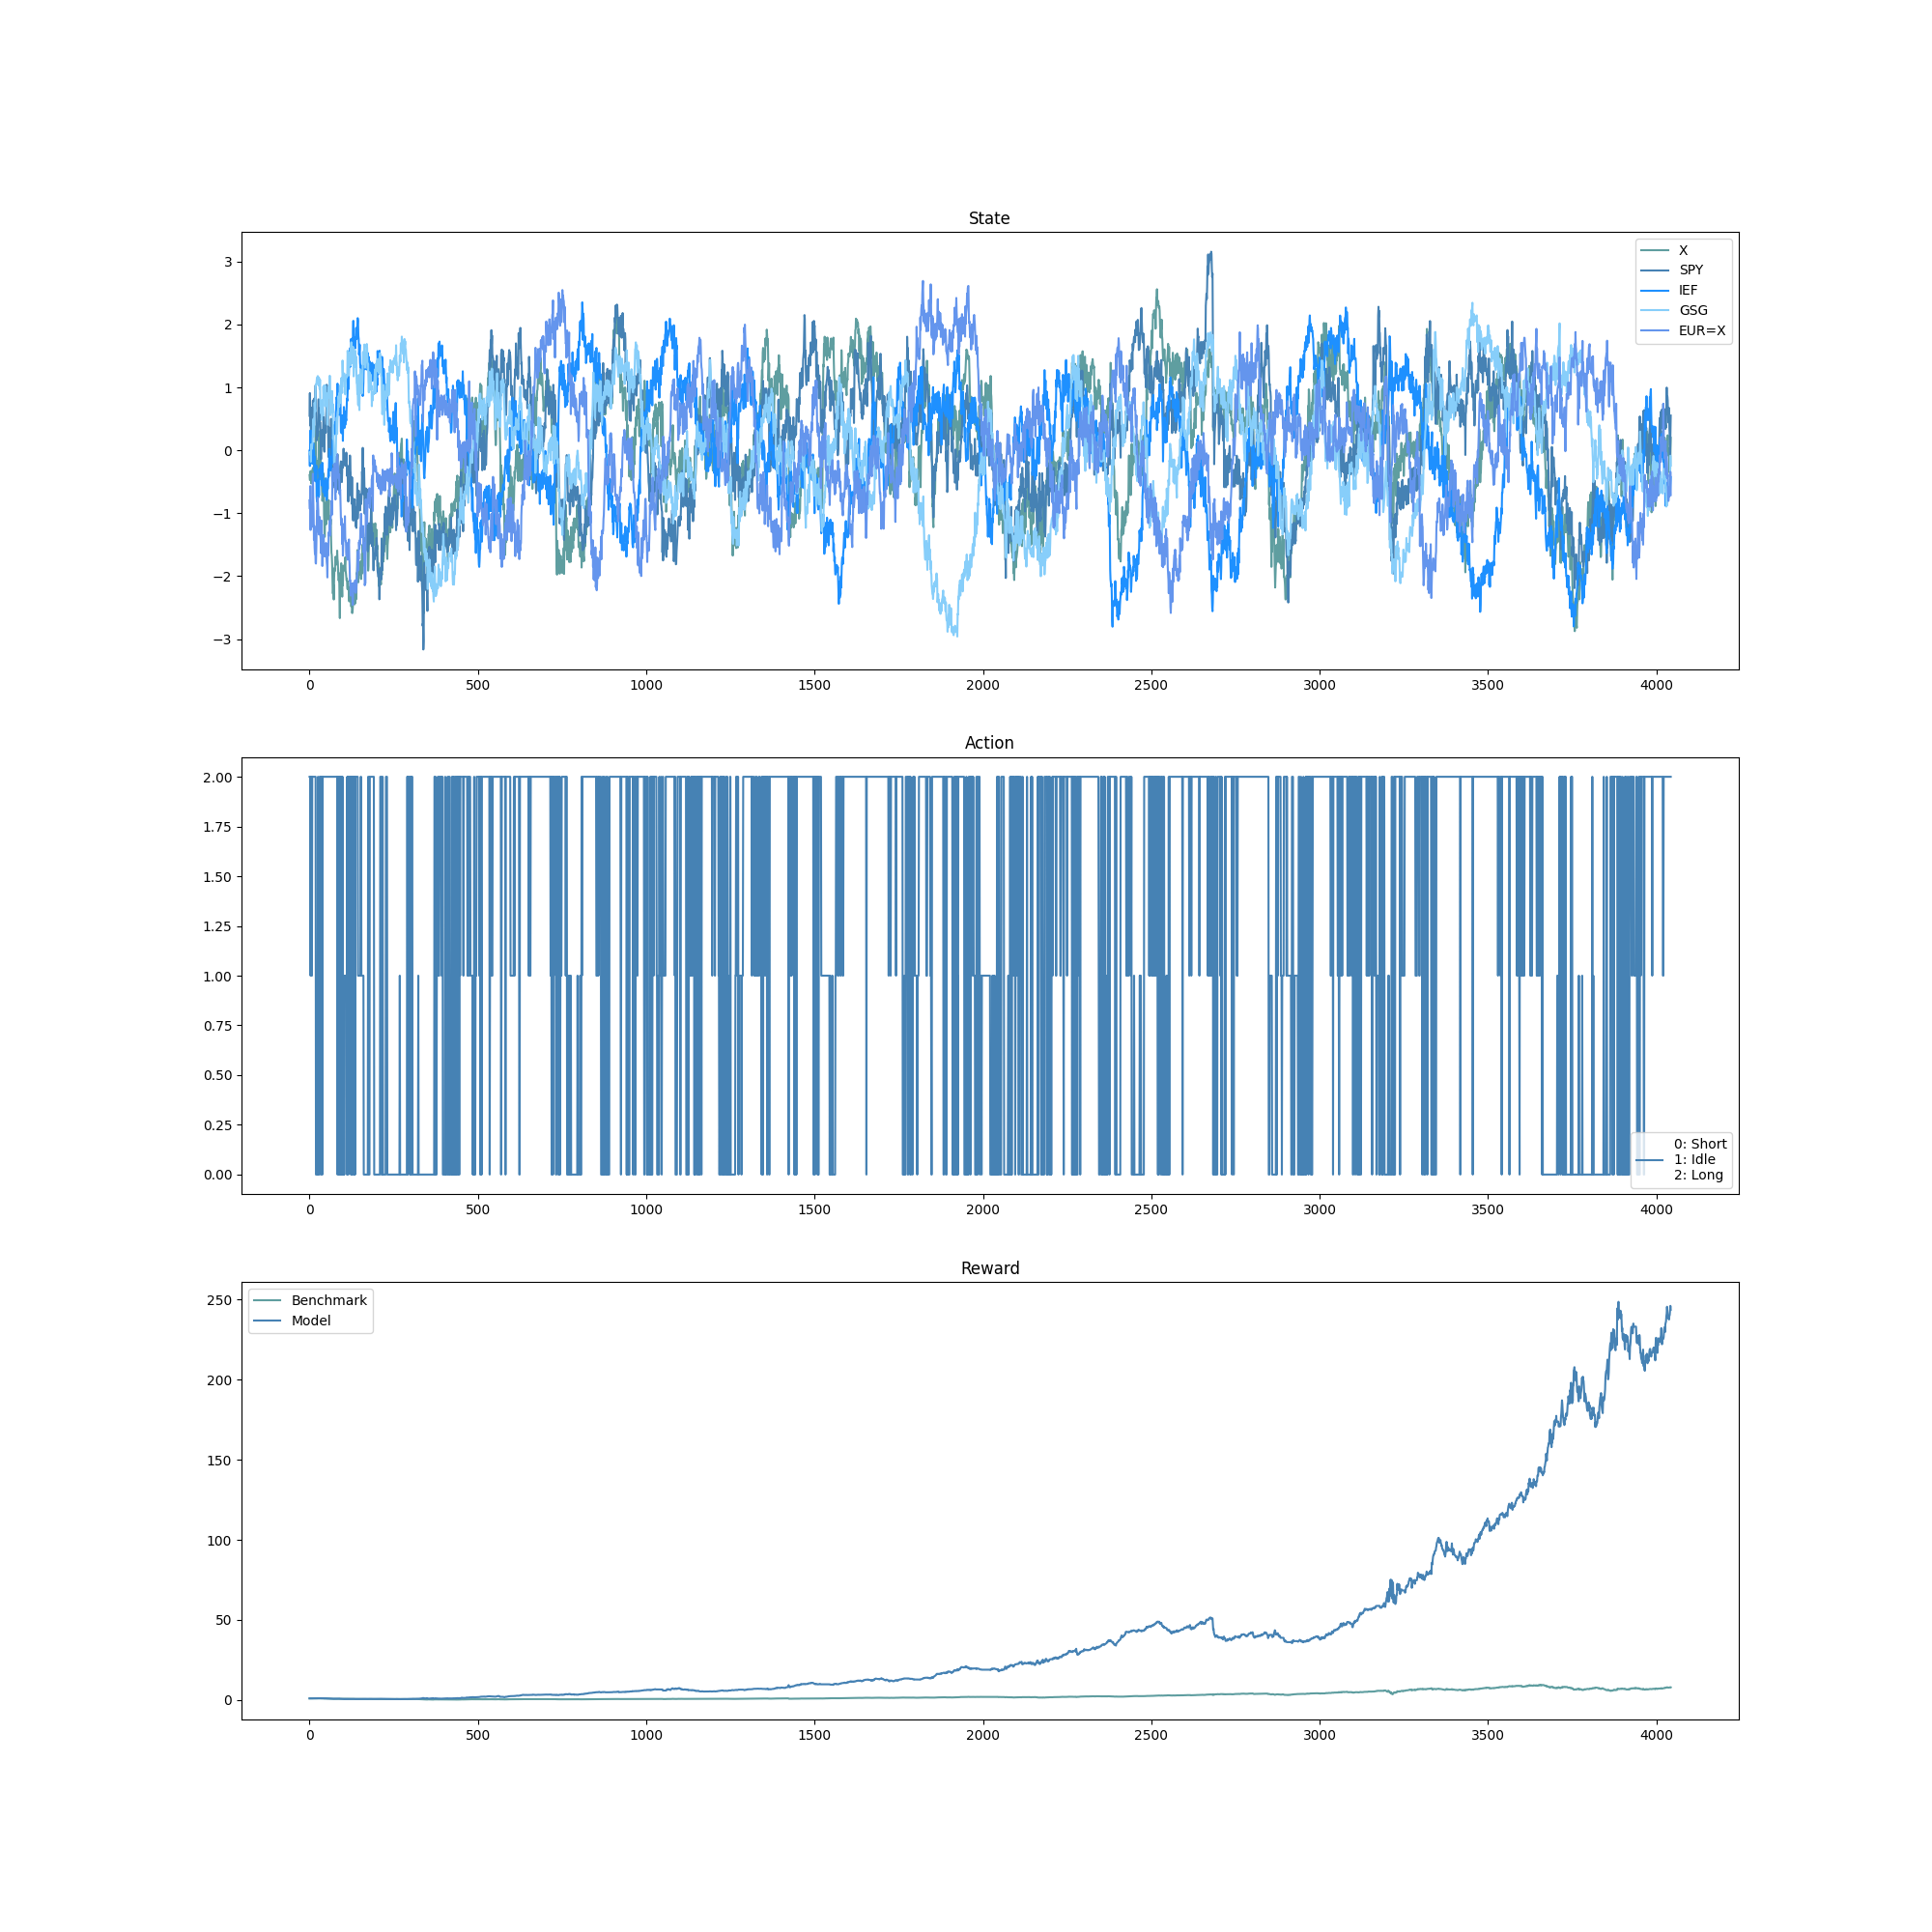 State
3
2
1
0
−1
−2
−3
X
SPY
IEF
GSG
EUR=X
0 500 1000 1500 2000 2500 3000 3500 4000
Action
2.00
1.75
1.50
1.25
1.00
0.75
0.50
0.25
0.00
0: Short
1: Idle
2: Long
0 500 1000 1500 2000 2500 3000 3500 4000
Reward
250
200
150
100
50
0
Benchmark
Model
0 500 1000 1500 2000 2500 3000 3500 4000